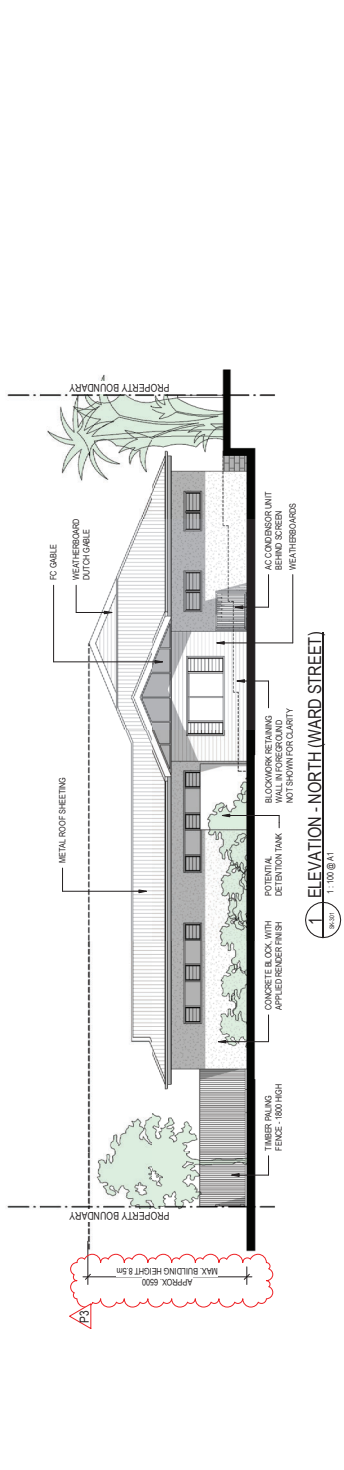 PROPERTY BOUNDARY
FC GABLE
WEATHERBOARD
DUTCH GABLE
METAL ROOF SHEETING
PROPERTY BOUNDARY
P3
APPROX. 6500
MAX. BUILDING HEIGHT 8.5m
TIMBER PALING
FENCE - 1800 HIGH
CONCRETE BLOCK. WITH
APPLIED RENDER FINISH
POTENTIAL
DETENTION TANK
BLOCKWORK RETAINING
WALL IN FOREGROUND
NOT SHOWN FOR CLARITY
AC CONDENSOR UNIT
BEHIND SCREEN
WEATHERBOARDS
1
SK-301
ELEVATION - NORTH (WARD STREET)
1 : 100 @ A1